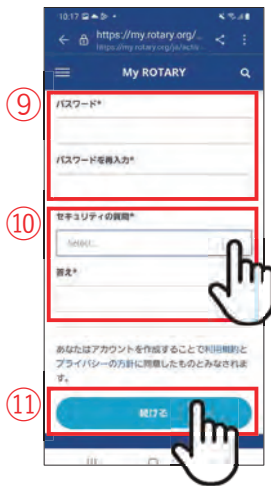 10:17
https://my.rotary.org/...
https://my.rotary.org/ja/activ...
My ROTARY
⑨
パスワード*
パスワードを再入力*
⑩
セキュリティの質問*
Select...
答え*
あなたはアカウントを作成することで利用規約と
プライバシーの方針に同意したものとみなされま
す。
⑪
続ける